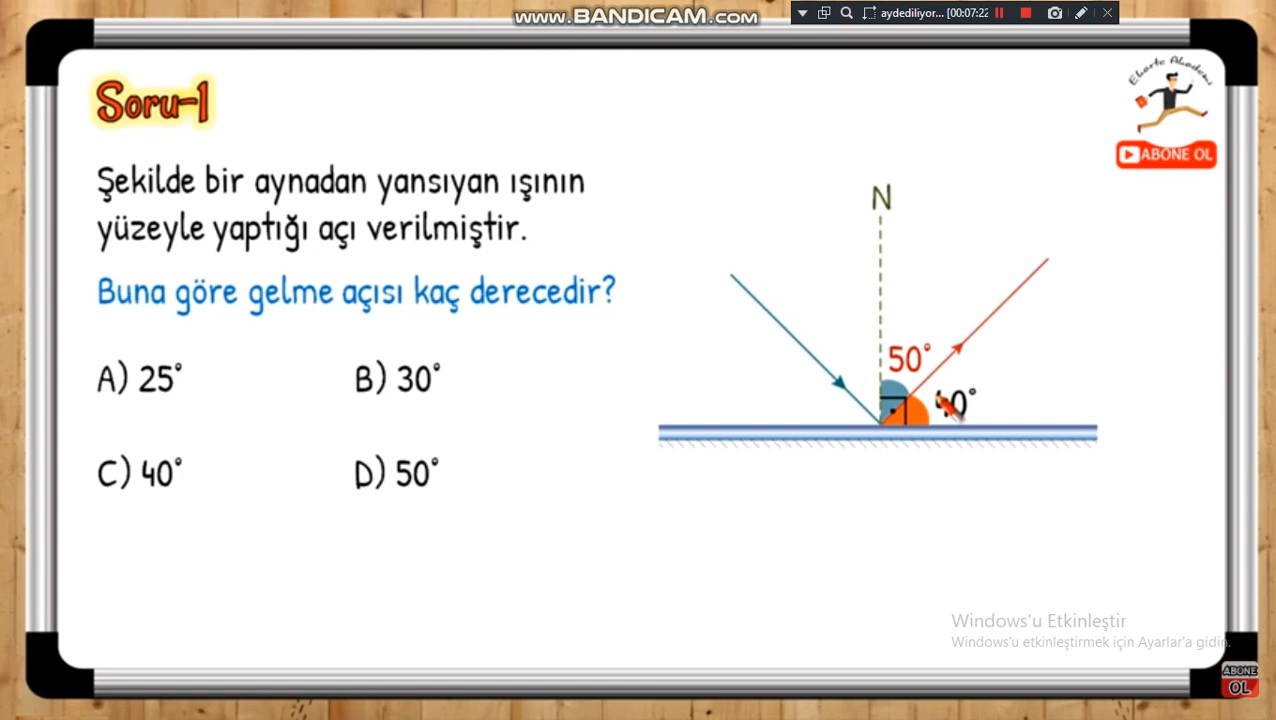 www.BANDICAM.com
aydediliyor... [00:07:22]
Ekorte Akademi
ABONE OL
Soru-1
Şekilde bir aynadan yansıyan ışının
yüzeyle yaptığı açı verilmiştir.
Buna göre gelme açısı kaç derecedir?
A) 25° B) 30°
C) 40° D) 50°
N
50°
Windows'u Etkinleştir
Windows'u etkinleştirmek için Ayarlar'a gidin.
ABONE
OL